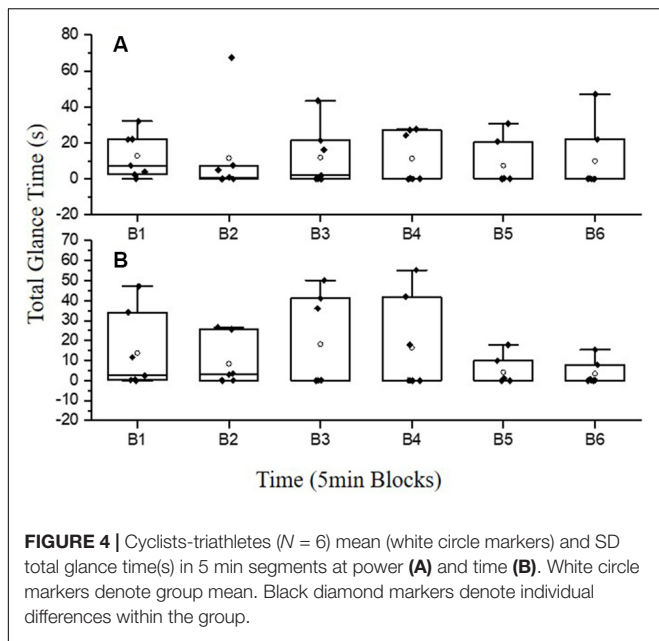 A
80
60
40
20
0
-20
B1 B2 B3 B4 B5 B6
Total Glance Time (s)
B
70
60
50
40
30
20
10
0
-10
-20
B1 B2 B3 B4 B5 B6
Time (5min Blocks)
FIGURE 4 | Cyclists-triathletes (N = 6) mean (white circle markers) and SD
total glance time(s) in 5 min segments at power (A) and time (B). White circle
markers denote group mean. Black diamond markers denote individual
differences within the group.